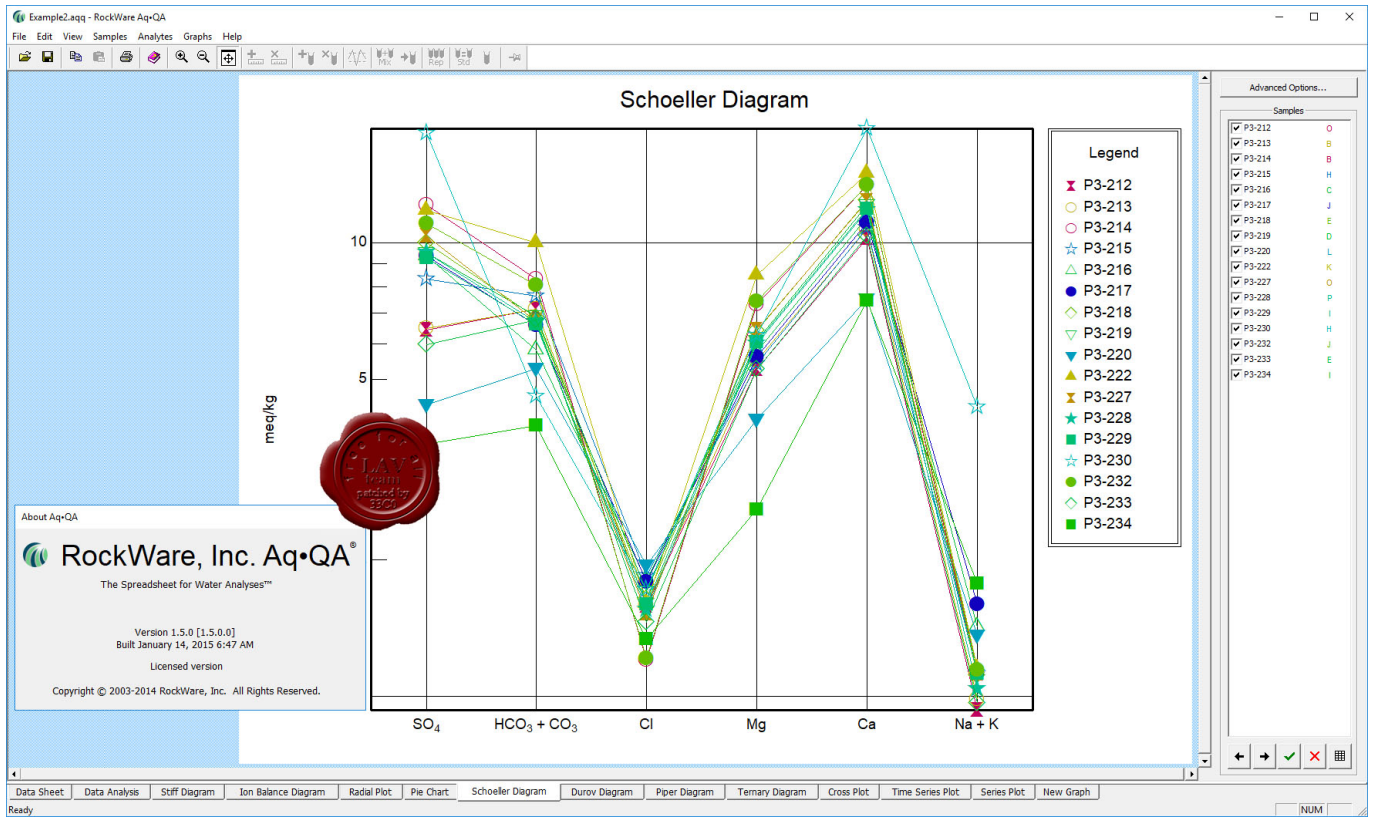 Example2.aqq - RockWare Aq•QA
File Edit View Samples Analytes Graphs Help
Mix Rep Std
Schoeller Diagram
10
5
meq/kg
SO4 HCO3 + CO3 Cl Mg Ca Na + K
Legend
P3-212
P3-213
P3-214
P3-215
P3-216
P3-217
P3-218
P3-219
P3-220
P3-222
P3-227
P3-228
P3-229
P3-230
P3-232
P3-233
P3-234
Advanced Options...
Samples
P3-212 O
P3-213 B
P3-214 B
P3-215 H
P3-216 C
P3-217 J
P3-218 E
P3-219 D
P3-220 L
P3-222 K
P3-227 O
P3-228 P
P3-229 I
P3-230 H
P3-232 J
P3-233 E
P3-234 I
LAV
team
patched by
About Aq•QA
RockWare, Inc. Aq•QA®
The Spreadsheet for Water Analyses™
Version 1.5.0 [1.5.0.0]
Built January 14, 2015 6:47 AM
Licensed version
Copyright © 2003-2014 RockWare, Inc. All Rights Reserved.
Data Sheet Data Analysis Stiff Diagram Ion Balance Diagram Radial Plot Pie Chart Schoeller Diagram Durov Diagram Piper Diagram Ternary Diagram Cross Plot Time Series Plot Series Plot New Graph
Ready NUM